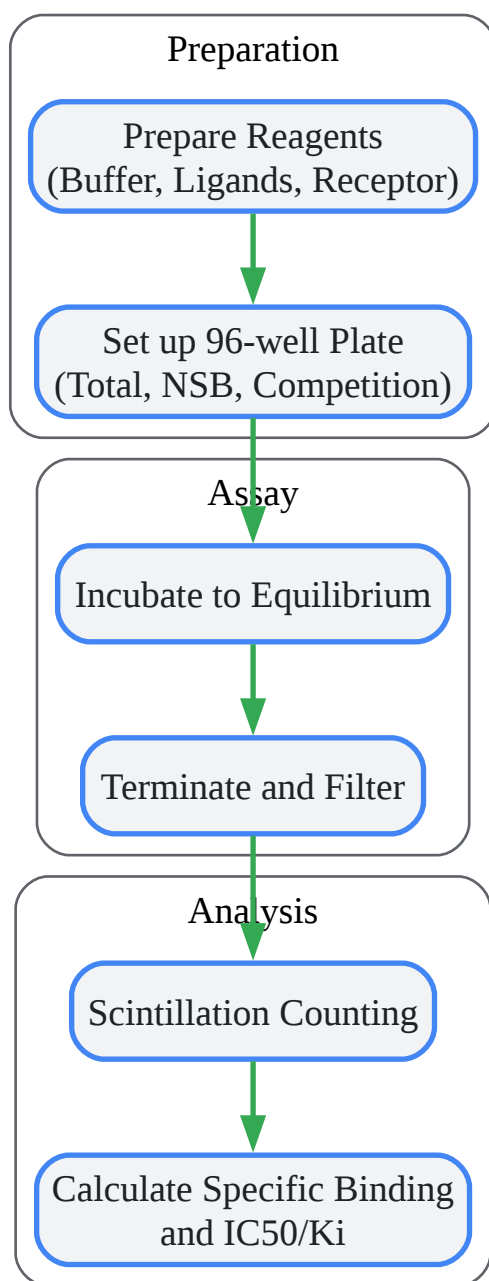 Preparation
Prepare Reagents
(Buffer, Ligands, Receptor)
Set up 96-well Plate
(Total, NSB, Competition)
Assay
Incubate to Equilibrium
Terminate and Filter
Analysis
Scintillation Counting
Calculate Specific Binding
and IC50/Ki